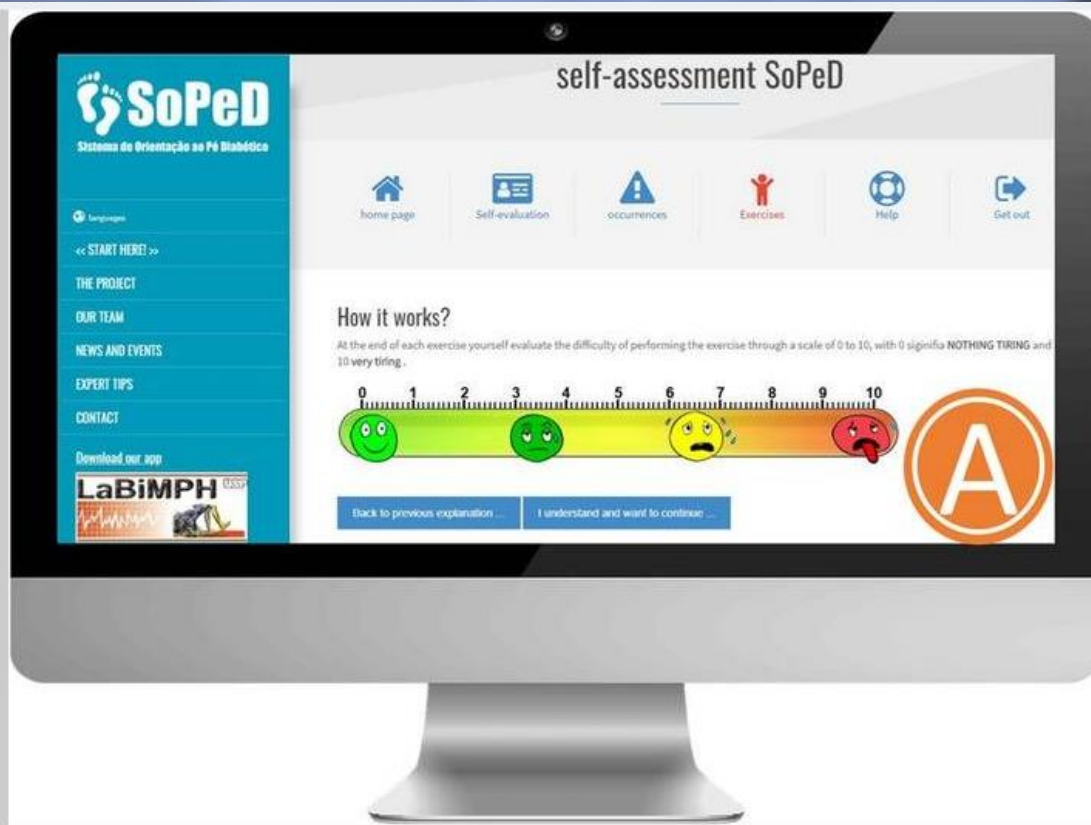 SoPeD
Sistema de Orientação ao Pé Diabético
languages
<< START HERE! >>
THE PROJECT
OUR TEAM
NEWS AND EVENTS
EXPERT TIPS
CONTACT
Download our app
LaBiMPH
self-assessment SoPeD
home page
Self-evaluation
occurrences
Exercises
Help
Get out
How it works?
At the end of each exercise yourself evaluate the difficulty of performing the exercise through a scale of 0 to 10, with 0 siginifia NOTHING TIRING and
10 very tiring .
0 1 2 3 4 5 6 7 8 9 10
Back to previous explanation ...
I understand and want to continue ...
A